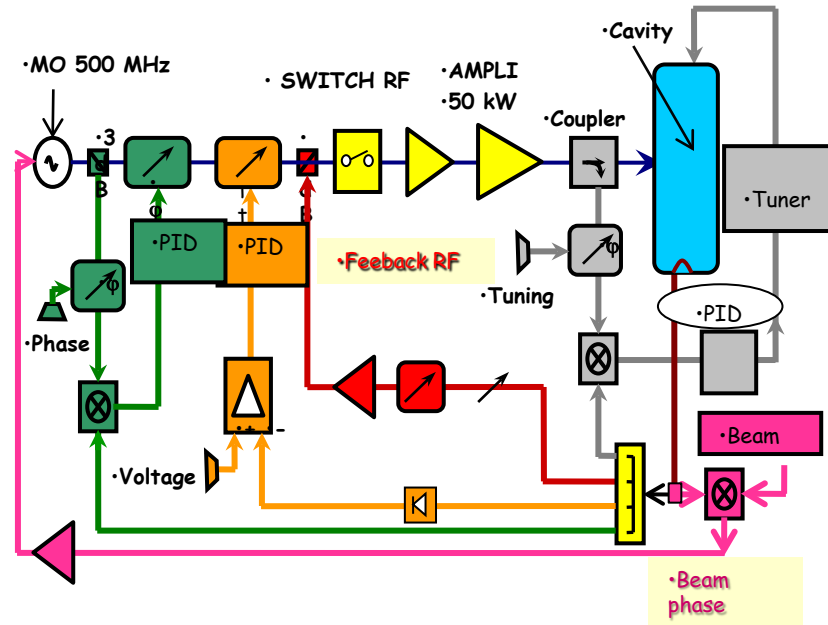 ·Cavity
·MO 500 MHz
· SWITCH RF
·AMPLI
·50 kW
·Coupler
·3
B
φ
t
·Tuner
·PID
·PID
·Feeback RF
φ
φ
·Tuning
·PID
·Phase
+ -
·Beam
·Voltage
·Beam
phase